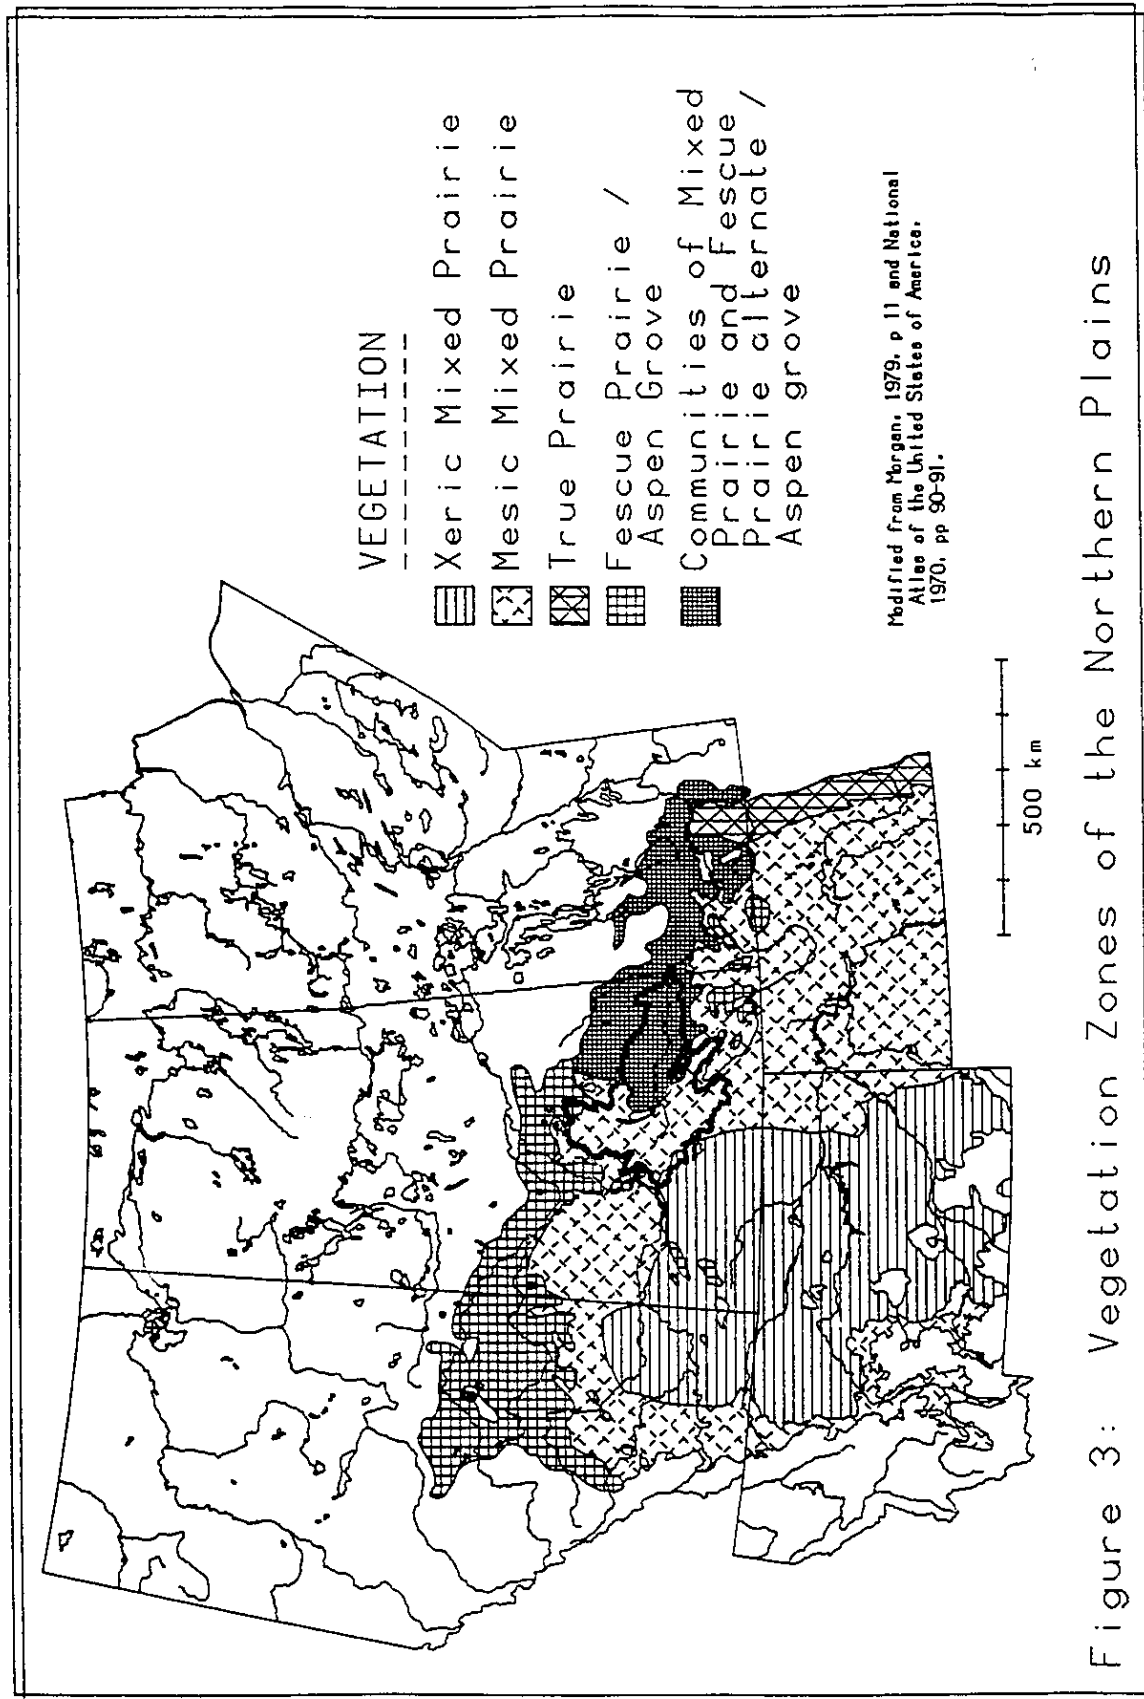 VEGETATION
Xeric Mixed Prairie
Mesic Mixed Prairie
True Prairie
Fescue Prairie /
Aspen Grove
Communities of Mixed
Prairie and Fescue
Prairie alternate /
Aspen grove
Modified from Morgan, 1979, p 11 and National
Atlas of the United States of America,
1970, pp 90-91.
500 km
Figure 3: Vegetation Zones of the Northern Plains